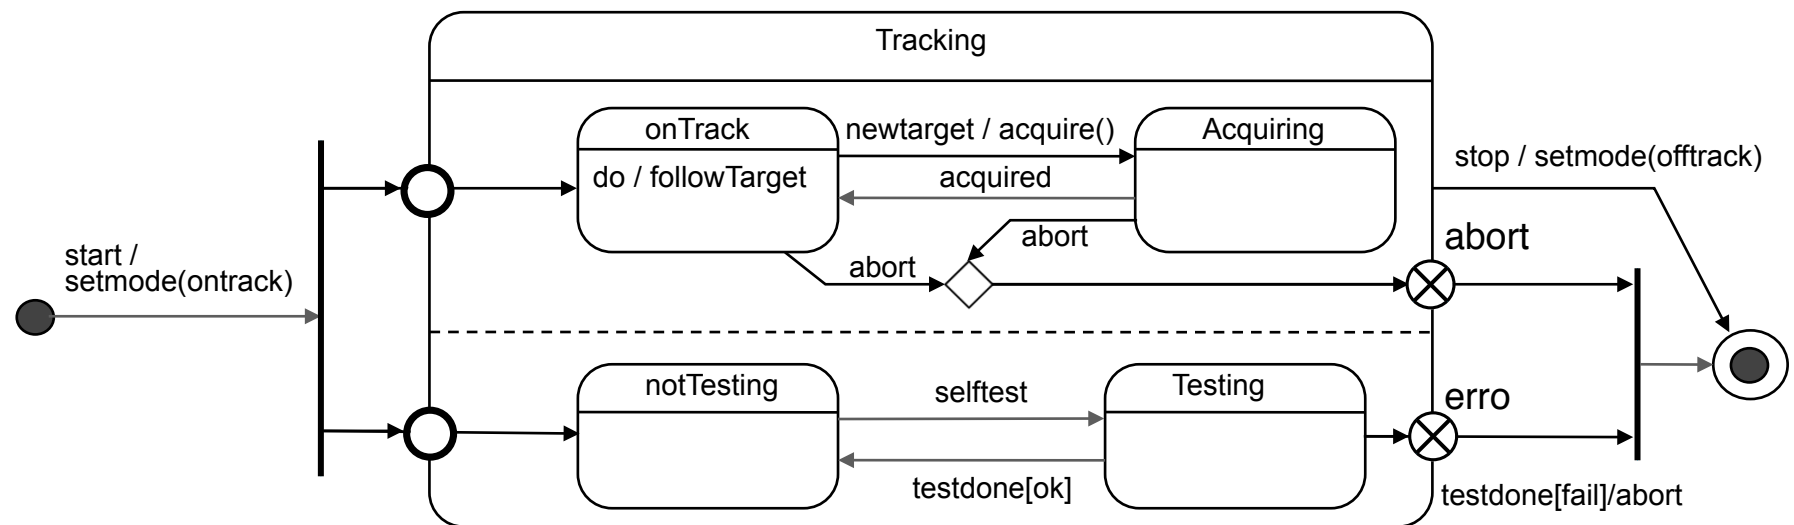 Tracking
onTrack
newtarget / acquire()
Acquiring
do / followTarget
acquired
stop / setmode(offtrack)
abort
abort
abort
start /
setmode(ontrack)
notTesting
selftest
Testing
erro
testdone[ok]
testdone[fail]/abort